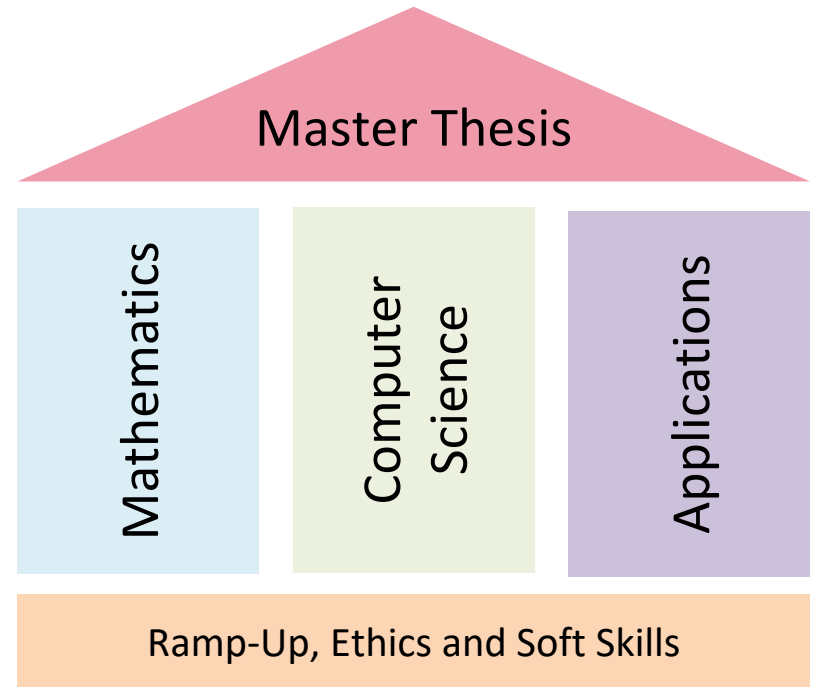 Master Thesis
Mathematics
Computer
Science
Applications
Ramp-Up, Ethics and Soft Skills